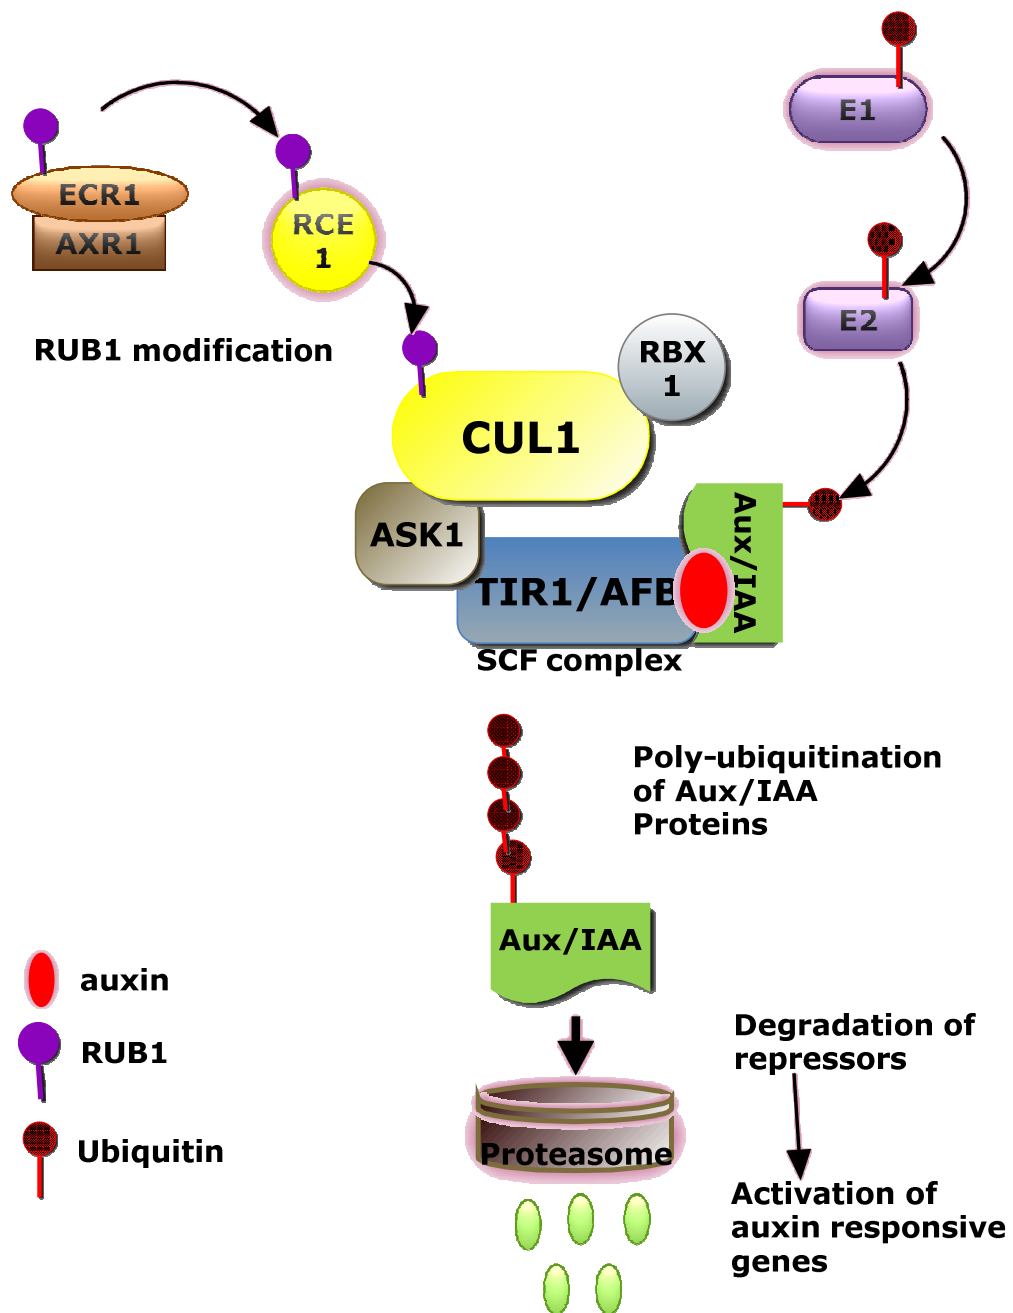 E1
ECR1
AXR1
RCE
1
E2
RUB1 modification
RBX
1
CUL1
ASK1
TIR1/AFB
Aux/IAA
SCF complex
Poly-ubiquitination
of Aux/IAA
Proteins
Aux/IAA
auxin
RUB1
Ubiquitin
Degradation of
repressors
Proteasome
Activation of
auxin responsive
genes